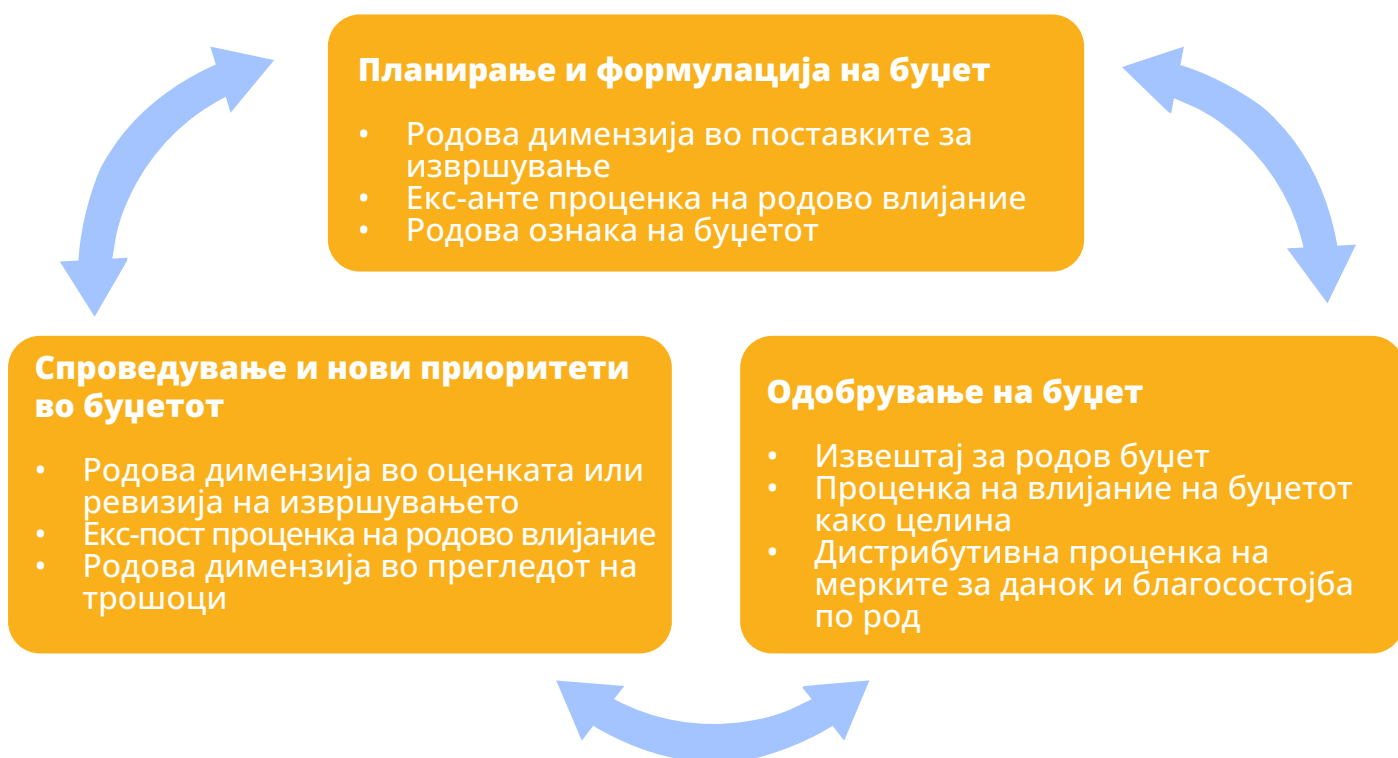 Планирање и формулација на буџет
• Родова димензија во поставки за
извршување
• Екс-анте проценка на родово влијание
• Родова ознака на буџетот
Спроведување и нови приоритети
во буџетот
• Родова димензија во оценката или
ревизија на извршувањето
• Екс-пост проценка на родово влијание
• Родова димензија во прегледот на
трошоци
Одобрување на буџет
• Извештај за родов буџет
• Проценка на влијание на буџетот
како целина
• Дистрибутивна проценка на
мерките за данок и благосостојба
по род